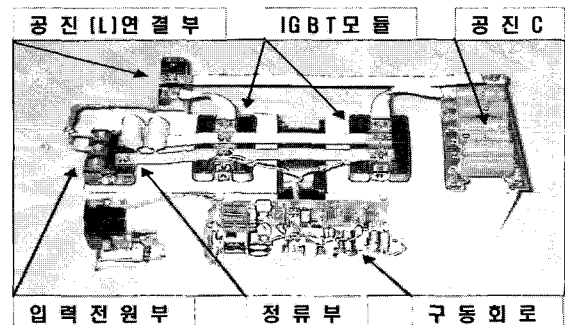 공 진 (L)연 결 부 IG B T 모 듈 공 진 C
입 력 전 원 부 정 류 부 구 동 회 로